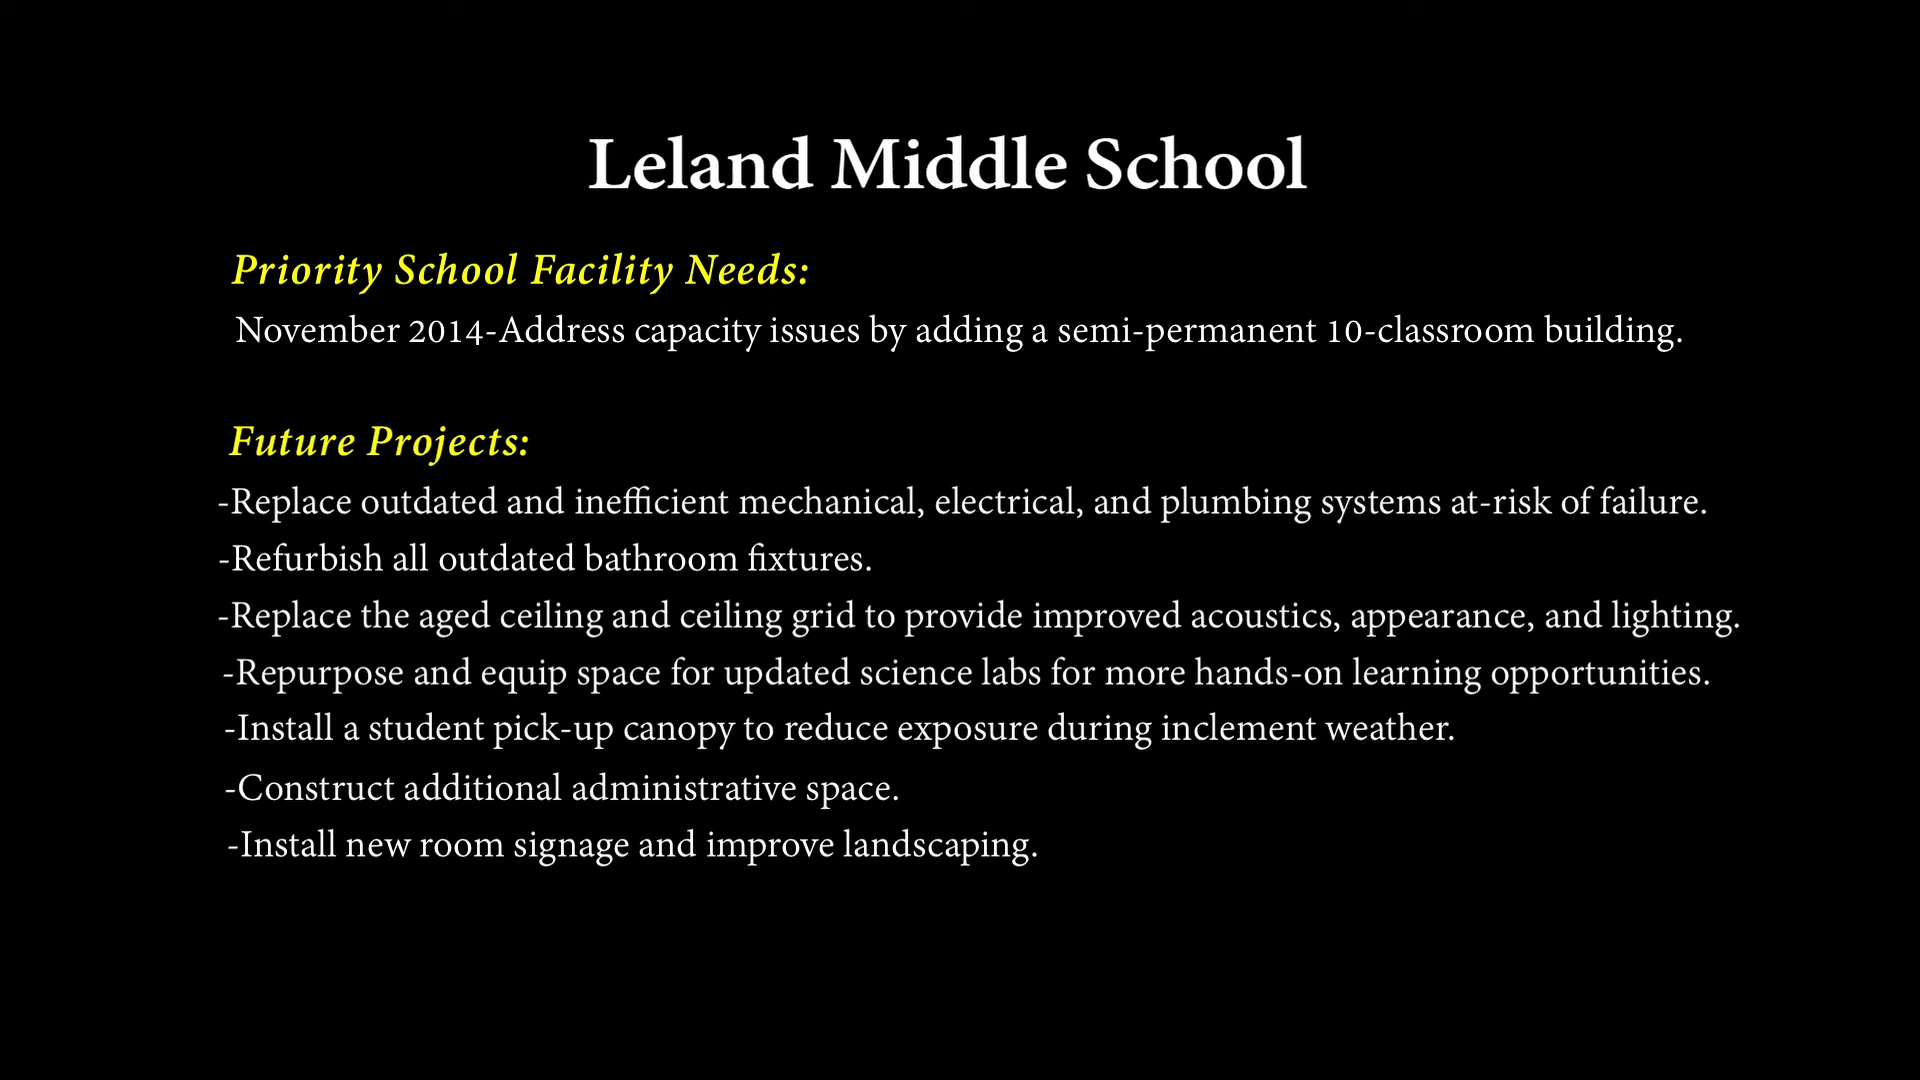 Leland Middle School
Priority School Facility Needs:
November 2014-Address capacity issues by adding a semi-permanent 10-classroom building.
Future Projects:
-Replace outdated and inefficient mechanical, electrical, and plumbing systems at-risk of failure.
-Refurbish all outdated bathroom fixtures.
-Replace the aged ceiling and ceiling grid to provide improved acoustics, appearance, and lighting.
-Repurpose and equip space for updated science labs for more hands-on learning opportunities.
-Install a student pick-up canopy to reduce exposure during inclement weather.
-Construct additional administrative space.
-Install new room signage and improve landscaping.